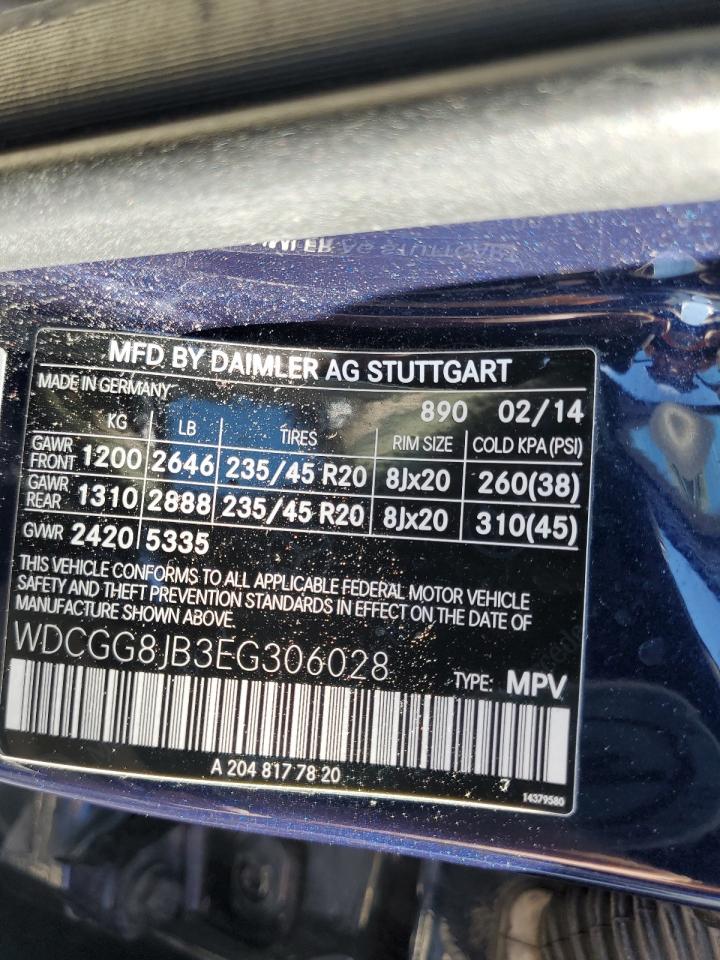 MFD BY DAIMLER AG STUTTGART
MADE IN GERMANY
890 02/14
KG LB TIRES RIM SIZE COLD KPA (PSI)
GAWR FRONT 1200 2646 235/45 R20 8Jx20 260(38)
GAWR REAR 1310 2888 235/45 R20 8Jx20 310(45)
GVWR 2420 5335
THIS VEHICLE CONFORMS TO ALL APPLICABLE FEDERAL MOTOR VEHICLE
SAFETY AND THEFT PREVENTION STANDARDS IN EFFECT ON THE DATE OF
MANUFACTURE SHOWN ABOVE.
WDCGG8JB3EG306028
TYPE: MPV
A 204 817 78 20
7
14379580